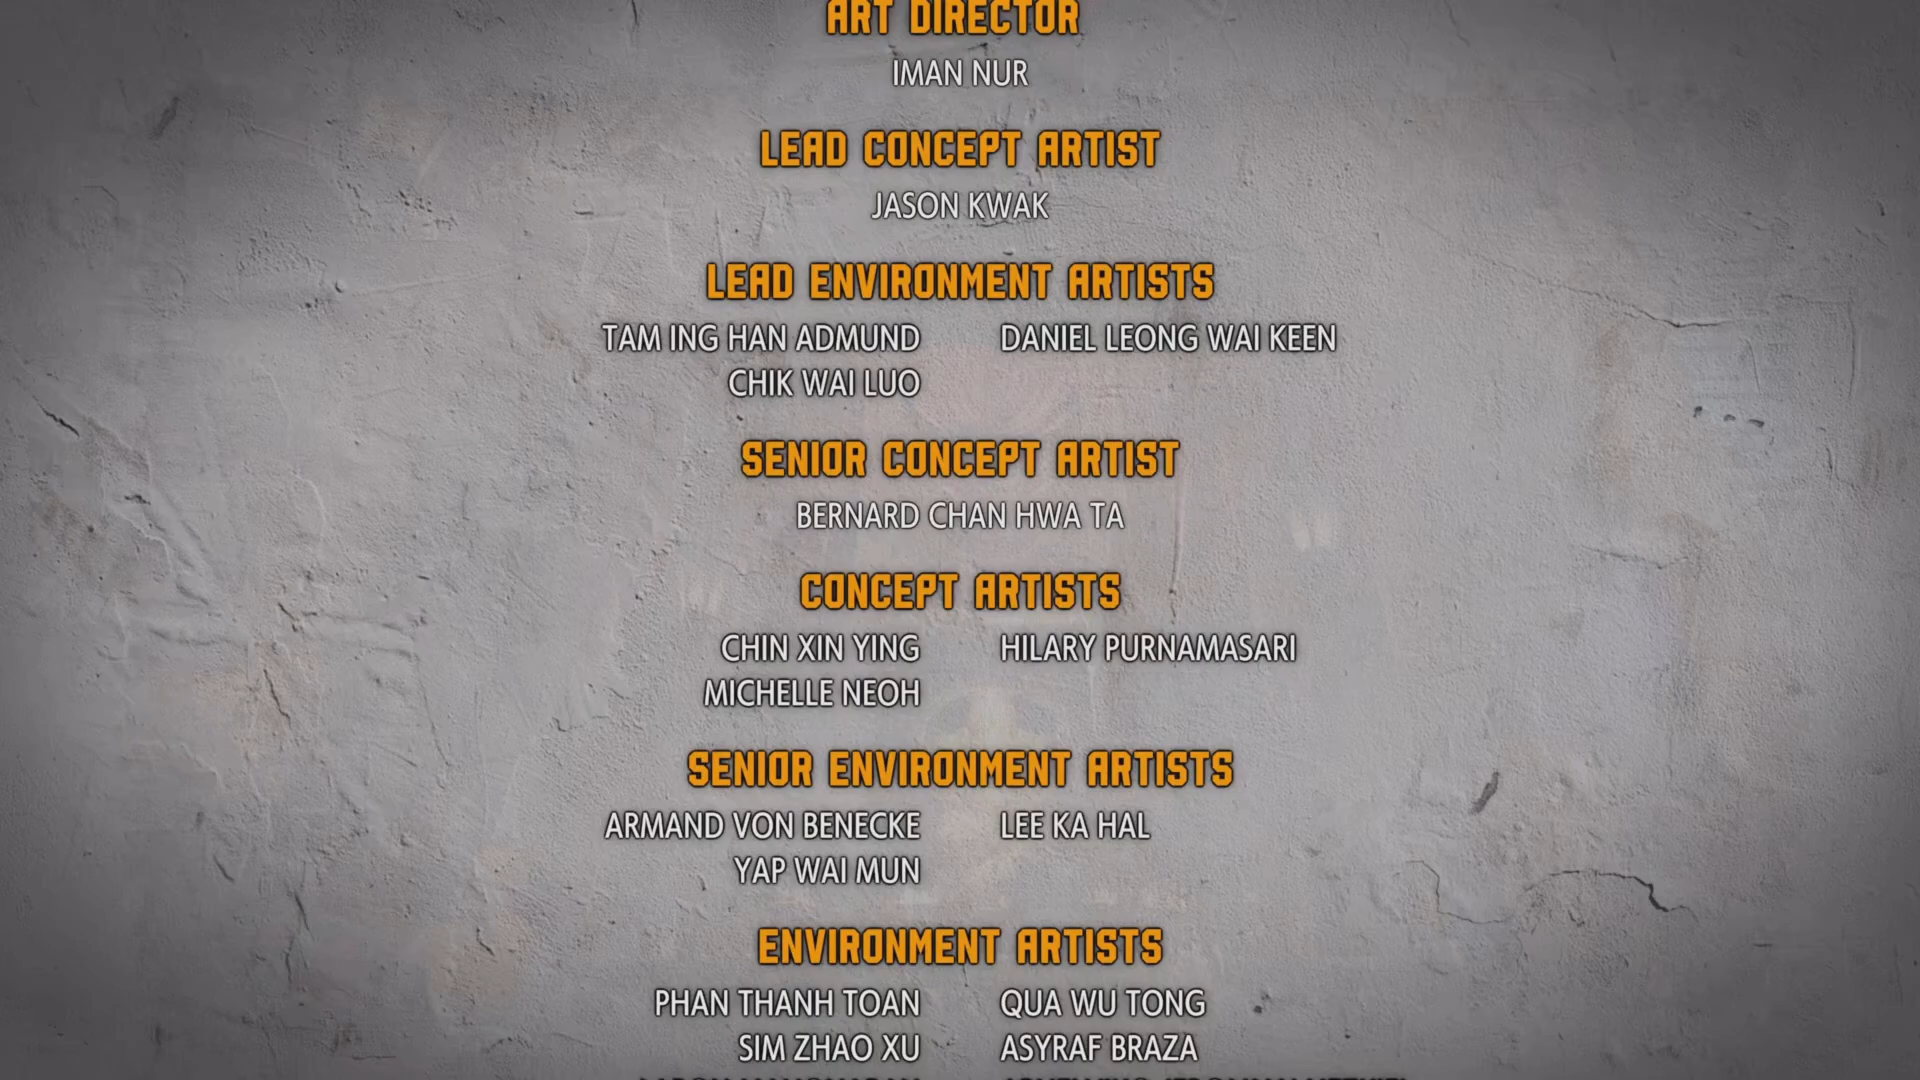 ART DIRECTOR
IMAN NUR
LEAD CONCEPT ARTIST
JASON KWAK
LEAD ENVIRONMENT ARTISTS
TAM ING HAN ADMUND DANIEL LEONG WAI KEEN
CHIK WAI LUO
SENIOR CONCEPT ARTIST
BERNARD CHAN HWA TA
CONCEPT ARTISTS
CHIN XIN YING HILARY PURNAMASARI
MICHELLE NEOH
SENIOR ENVIRONMENT ARTISTS
ARMAND VON BENECKE LEE KA HAL
YAP WAI MUN
ENVIRONMENT ARTISTS
PHAN THANH TOAN QUA WU TONG
SIM ZHAO XU ASYRAF BRAZA